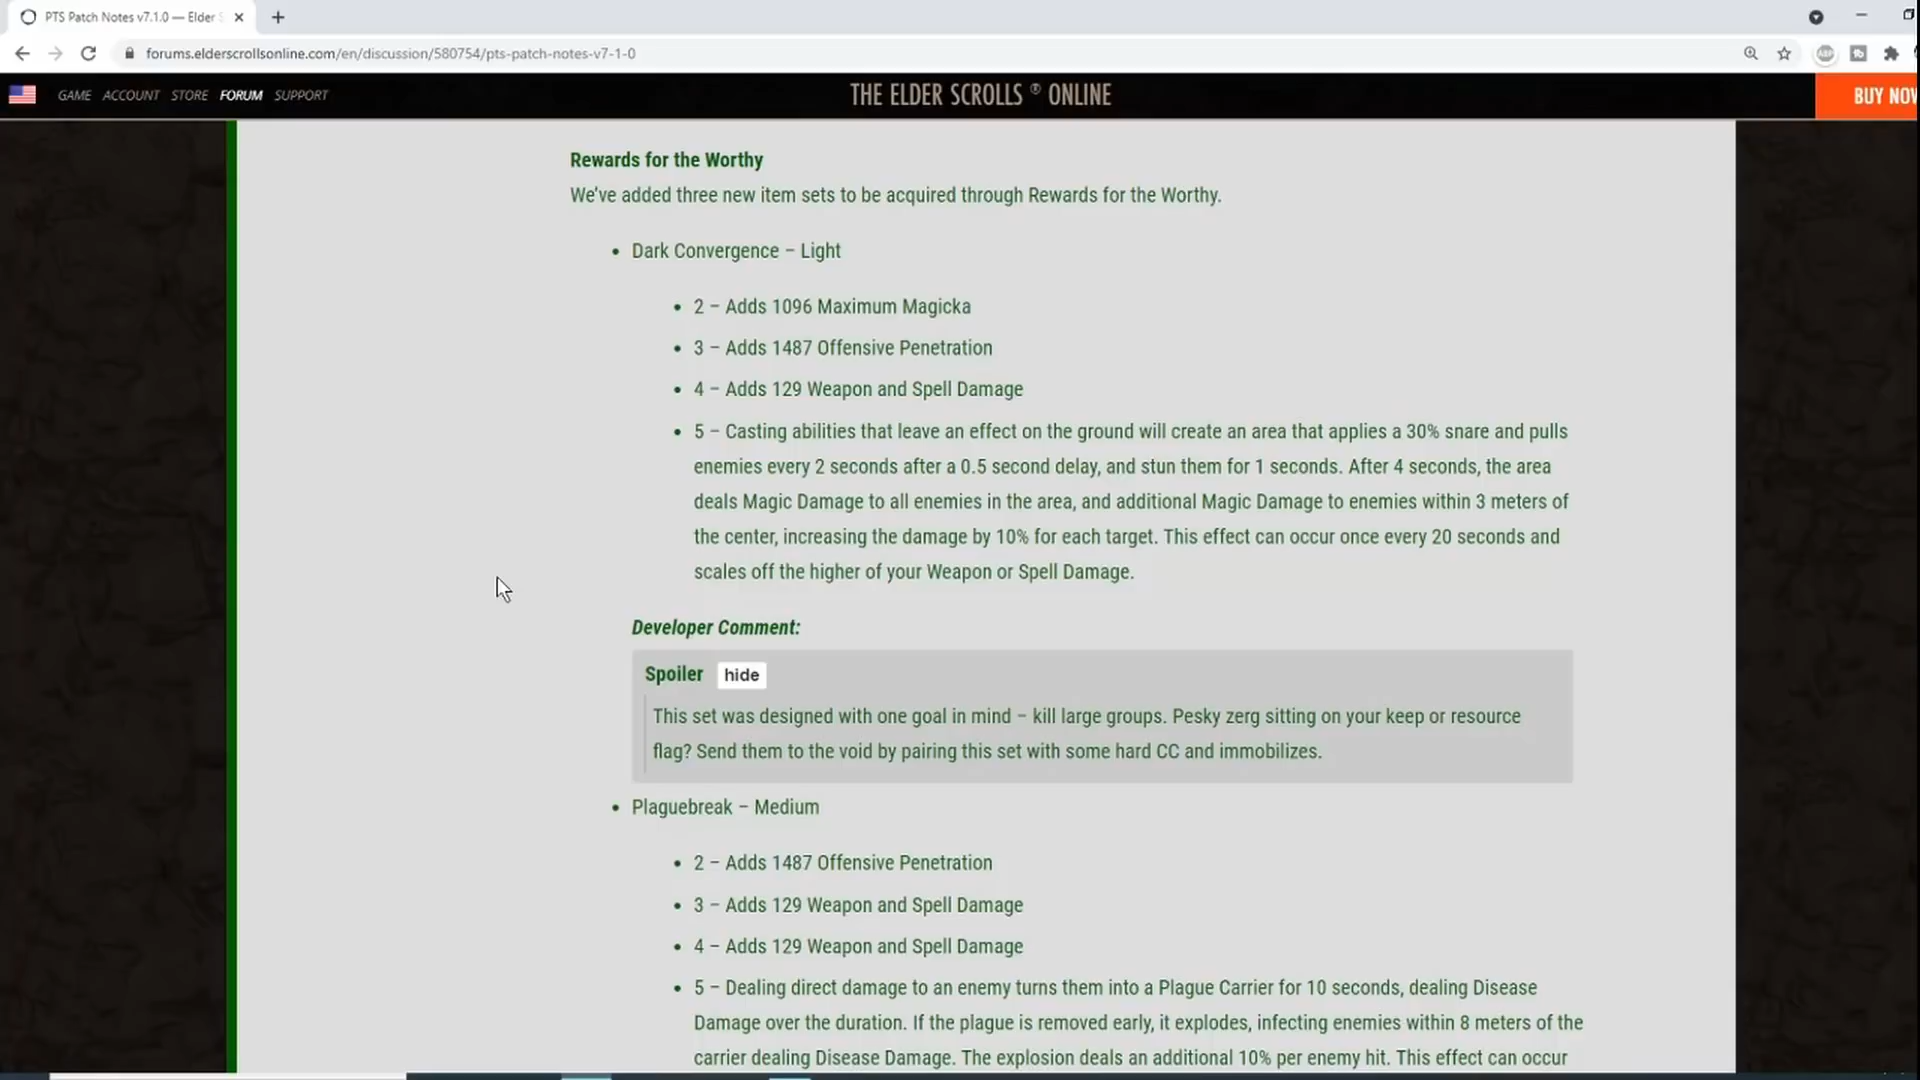 PTS Patch Notes v7.1.0 — Elder
forums.elderscrollsonline.com/en/discussion/580754/pts-patch-notes-v7-1-0
ABP
GAME ACCOUNT STORE FORUM SUPPORT
THE ELDER SCROLLS ® ONLINE
BUY NOW
Rewards for the Worthy
We've added three new item sets to be acquired through Rewards for the Worthy.
• Dark Convergence – Light
• 2 – Adds 1096 Maximum Magicka
• 3 – Adds 1487 Offensive Penetration
• 4 – Adds 129 Weapon and Spell Damage
• 5 – Casting abilities that leave an effect on the ground will create an area that applies a 30% snare and pulls
enemies every 2 seconds after a 0.5 second delay, and stun them for 1 seconds. After 4 seconds, the area
deals Magic Damage to all enemies in the area, and additional Magic Damage to enemies within 3 meters of
the center, increasing the damage by 10% for each target. This effect can occur once every 20 seconds and
scales off the higher of your Weapon or Spell Damage.
Developer Comment:
Spoiler hide
This set was designed with one goal in mind – kill large groups. Pesky zerg sitting on your keep or resource
flag? Send them to the void by pairing this set with some hard CC and immobilizes.
• Plaguebreak – Medium
• 2 – Adds 1487 Offensive Penetration
• 3 – Adds 129 Weapon and Spell Damage
• 4 – Adds 129 Weapon and Spell Damage
• 5 – Dealing direct damage to an enemy turns them into a Plague Carrier for 10 seconds, dealing Disease
Damage over the duration. If the plague is removed early, it explodes, infecting enemies within 8 meters of the
carrier dealing Disease Damage. The explosion deals an additional 10% per enemy hit. This effect can occur